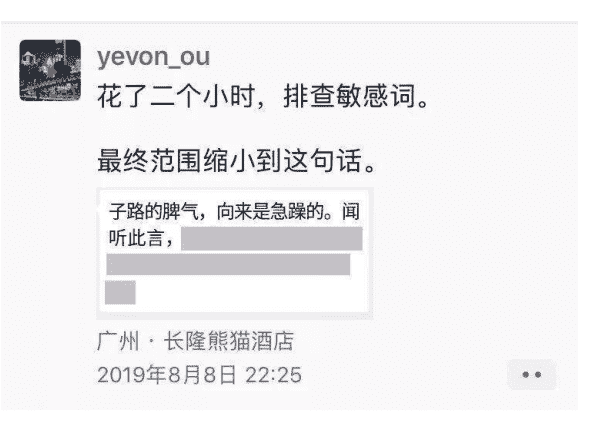 yevon_ou
花了二个小时，排查敏感词。
最终范围缩小到这句话。
子路的脾气，向来是急躁的。闻
听此言，
广州 · 长隆熊猫酒店
2019年8月8日 22:25